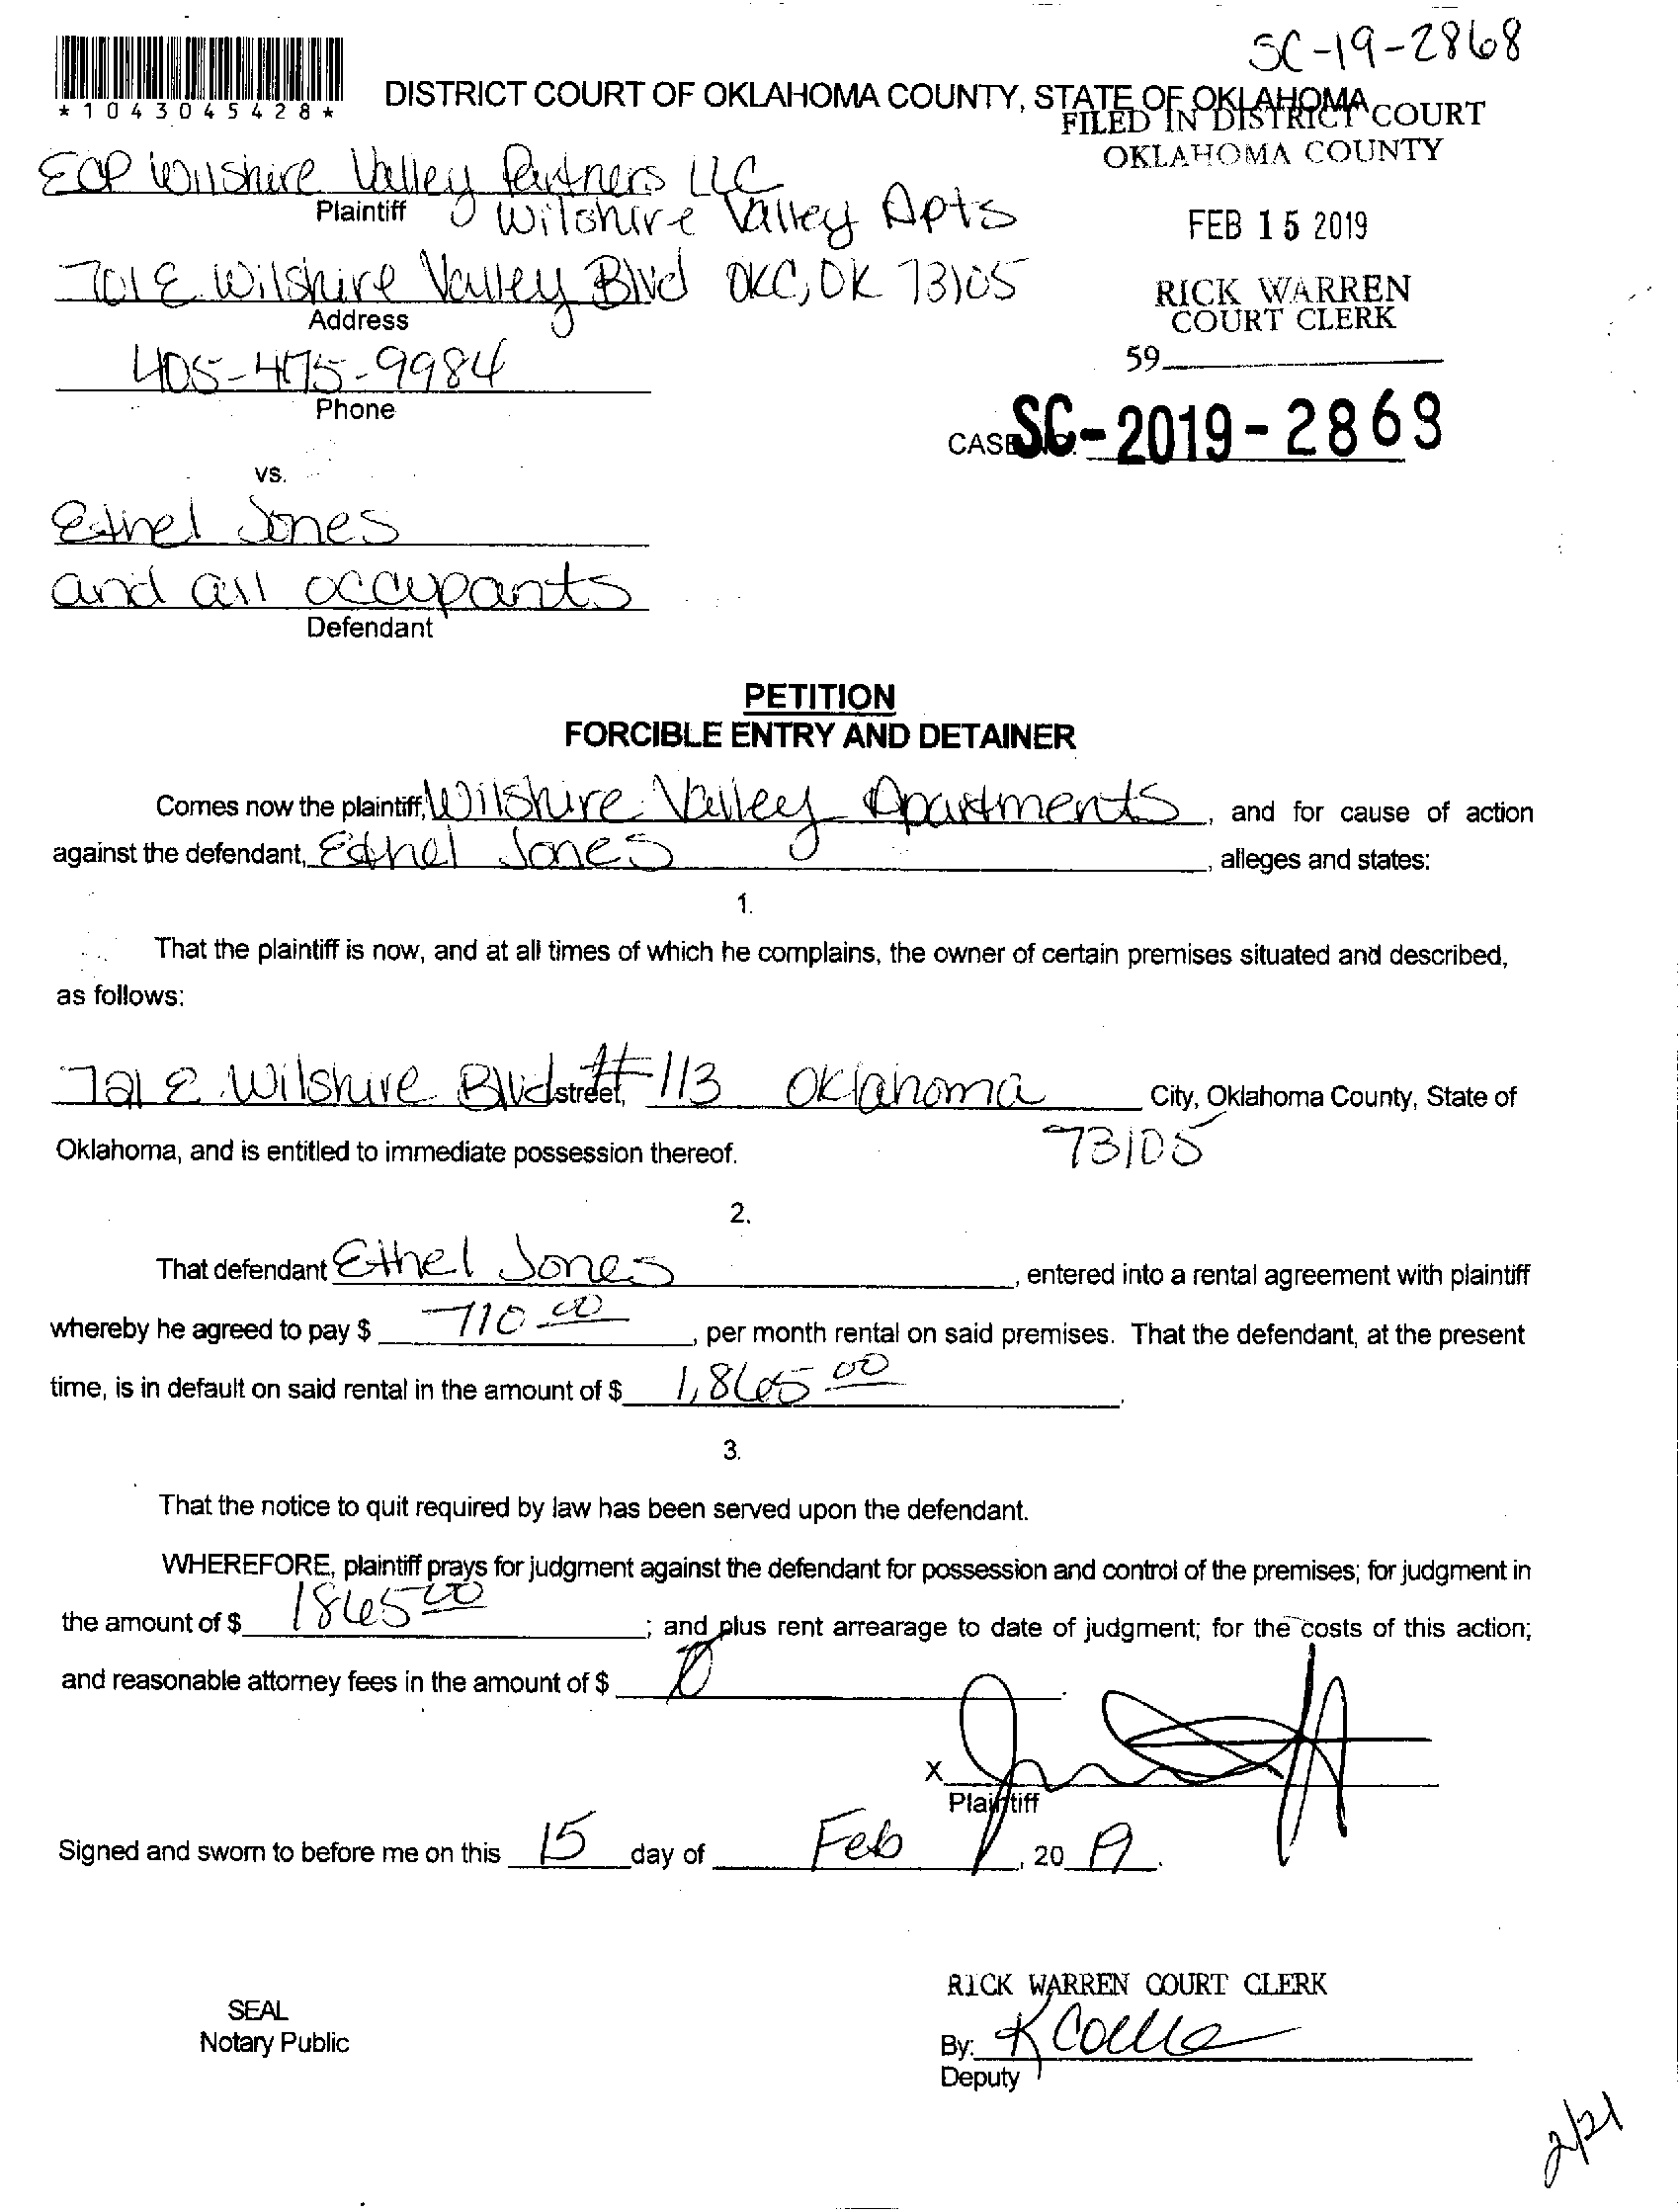 SC-19-2868
*1043045428*
DISTRICT COURT OF OKLAHOMA COUNTY, STATE OF OKLAHOMA
FILED IN DISTRICT COURT
OKLAHOMA COUNTY
ECP Wilshire Valley Partners LLC
Plaintiff
Wilshire Valley Apts
FEB 15 2019
701 E Wilshire Valley Blvd OKC, OK 73105
Address
RICK WARREN
COURT CLERK
405-475-9984
59
Phone
CASE SC-2019-2869
vs.
Ethel Jones
and all occupants
Defendant
PETITION
FORCIBLE ENTRY AND DETAINER
Comes now the plaintiff, Wilshire Valley Apartments, and for cause of action
against the defendant, Ethel Jones, alleges and states:
1.
That the plaintiff is now, and at all times of which he complains, the owner of certain premises situated and described,
as follows:
E Wilshire Blvd street, #113 Oklahoma City, Oklahoma County, State of
73105
Oklahoma, and is entitled to immediate possession thereof.
2.
That defendant Ethel Jones, entered into a rental agreement with plaintiff
whereby he agreed to pay $ 710.00, per month rental on said premises. That the defendant, at the present
time, is in default on said rental in the amount of $ 1,865.00.
3.
That the notice to quit required by law has been served upon the defendant.
WHEREFORE, plaintiff prays for judgment against the defendant for possession and control of the premises; for judgment in
the amount of $ 1865.00; and plus rent arrearage to date of judgment; for the costs of this action;
and reasonable attorney fees in the amount of $ 0.
X
Plaintiff
Signed and sworn to before me on this 15 day of Feb, 2019.
RICK WARREN COURT CLERK
SEAL
Notary Public
By:
Deputy
2/21